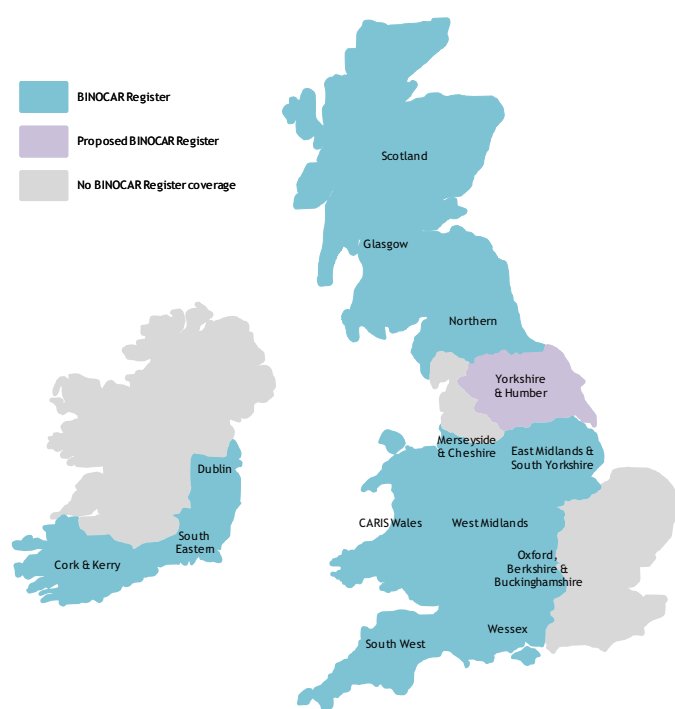 BINOCAR Register
Proposed BINOCAR Register
No BINOCAR Register coverage
Scotland
Glasgow
Northern
Yorkshire
& Humber
Merseyside
& Cheshire
East Midlands &
South Yorkshire
Dublin
South
Eastern
Cork & Kerry
CARIS Wales
West Midlands
Oxford,
Berkshire &
Buckinghamshire
Wessex
South West